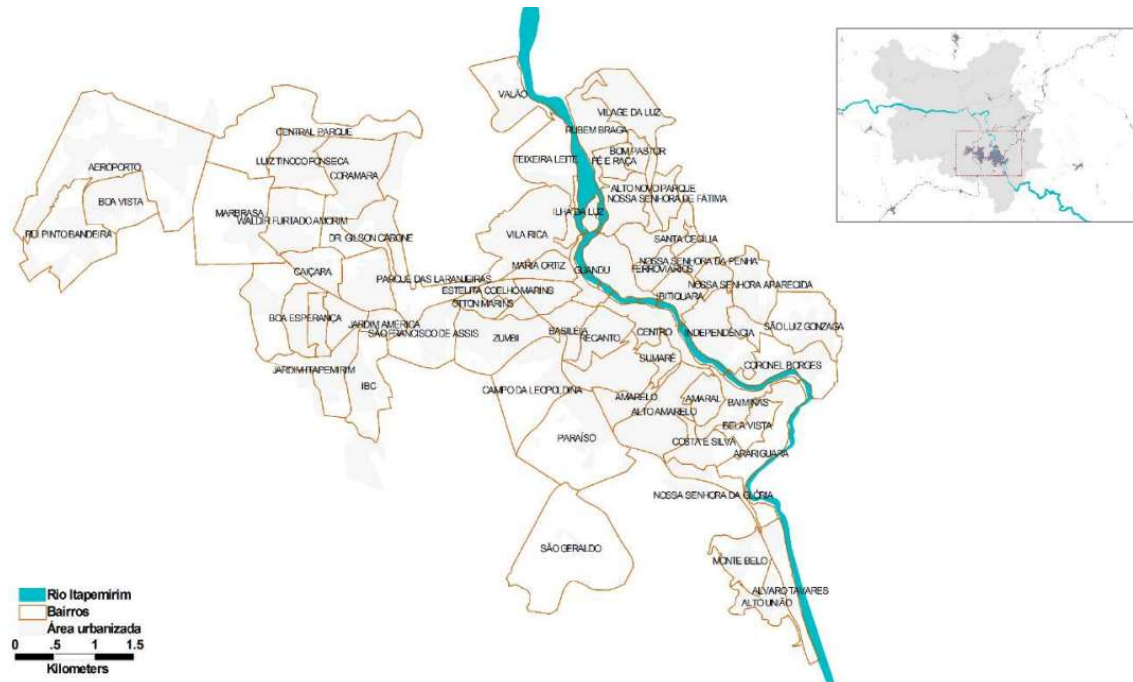 VALÃO
VILAGE DA LUZ
RUBEM BRAGA
CENTRAL PARQUE
BOM PASTOR
TEIXEIRA LEITE
FÉ E RAÇA
LUIZ TINOCO FONSECA
AEROPORTO
CORAMARA
ALTO NOVO PARQUE
NOSSA SENHORA DE FÁTIMA
BOA VISTA
MARBRASA
ILHA DA LUZ
WALDIR FURTADO AMORIM
RUI PINTO BANDEIRA
VILA RICA
DR. GILSON CARONE
SANTA CECÍLIA
NOSSA SENHORA DA PENHA
MARIA ORTIZ
GUANDU
FERROVIÁRIOS
CAIÇARA
PARQUE DAS LARANJEIRAS
NOSSA SENHORA APARECIDA
ESTELITA COELHO MARINS
IBITIQUARA
OTTON MARINS
BOA ESPERANÇA
JARDIM AMÉRICA
SÃO LUIZ GONZAGA
SÃO FRANCISCO DE ASSIS
ZUMBI
BASILÉIA
RECANTO
CENTRO
INDEPENDÊNCIA
SUMARÉ
CORONEL BORGES
JARDIM ITAPEMIRIM
IBC
CAMPO DA LEOPOLDINA
AMARELO
AMARAL
BAIMINAS
ALTO AMARELO
BELA VISTA
PARAÍSO
COSTA E SILVA
ARARIGUARA
NOSSA SENHORA DA GLÓRIA
SÃO GERALDO
MONTE BELO
ALVARO TAVARES
ALTO UNIÃO
Rio Itapemirim
Bairros
Área urbanizada
0 .5 1 1.5
Kilometers